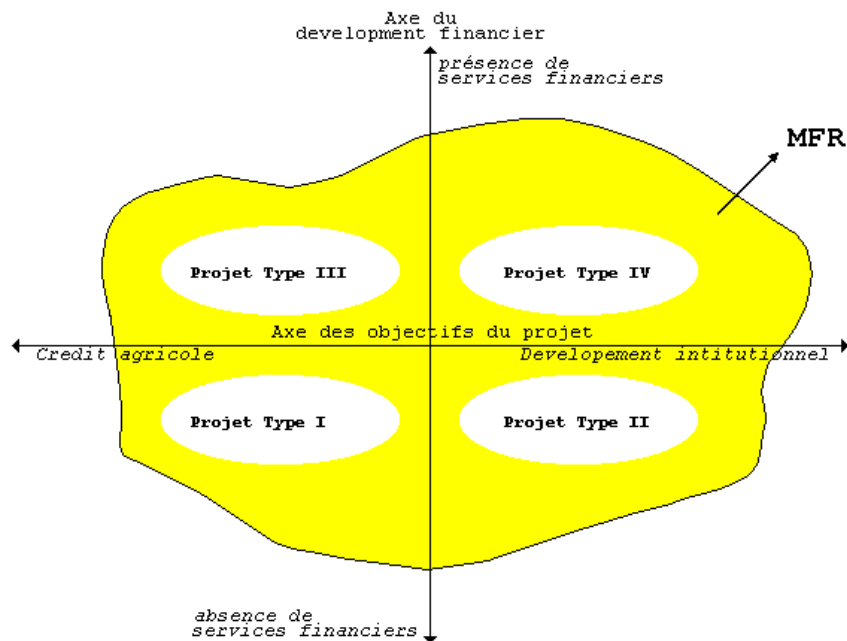 Axe du
development financier
présence de
services financiers
MFR
Projet Type III
Projet Type IV
Axe des objectifs du projet
Credit agricole
Developement intitutionnel
Projet Type I
Projet Type II
absence de
services financiers